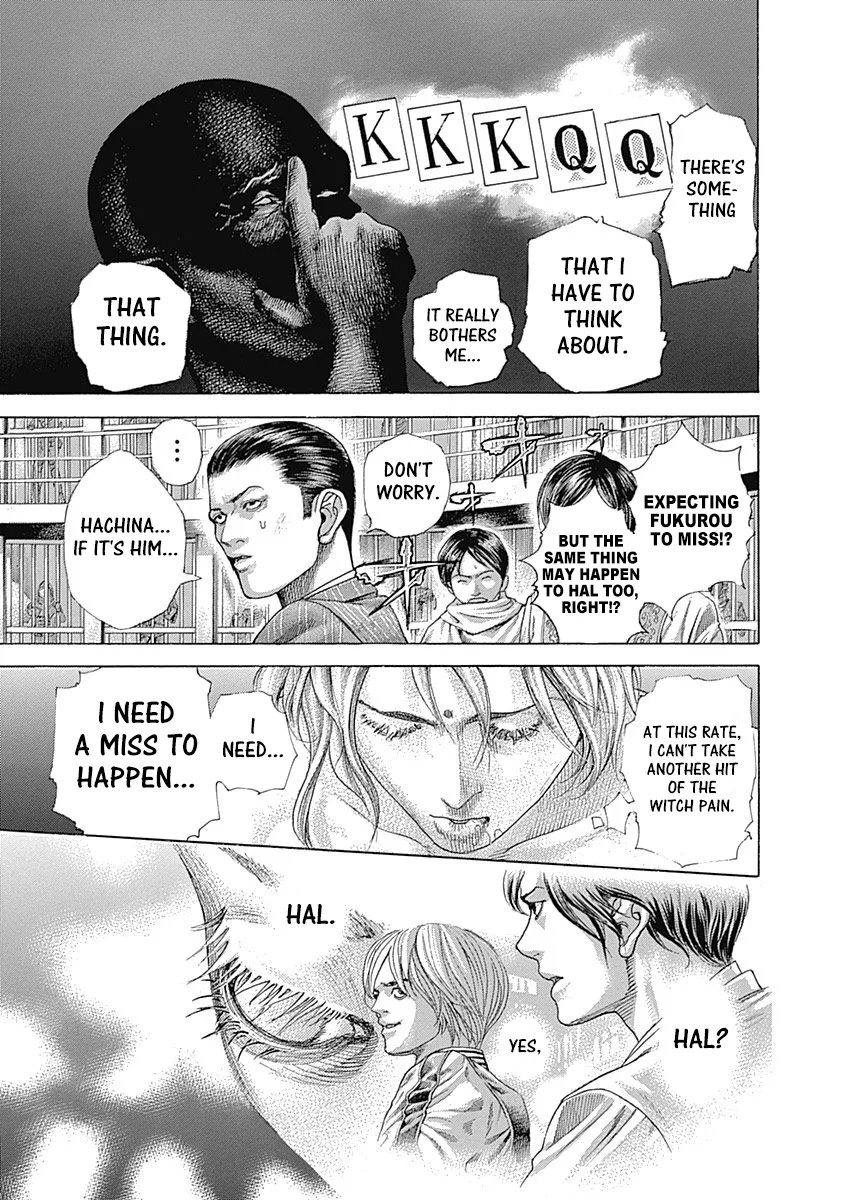 K K K Q Q
THERE'S
SOME-
THING
THAT I
HAVE TO
THINK
ABOUT.
IT REALLY
BOTHERS
ME...
THAT
THING.
EXPECTING
FUKUROU
TO MISS!?
BUT THE
SAME THING
MAY HAPPEN
TO HAL TOO,
RIGHT!?
DON'T
WORRY.
...
HACHINA...
IF IT'S HIM...
AT THIS RATE,
I CAN'T TAKE
ANOTHER HIT
OF THE
WITCH PAIN.
I
NEED...
I NEED
A MISS TO
HAPPEN...
HAL?
YES,
HAL.